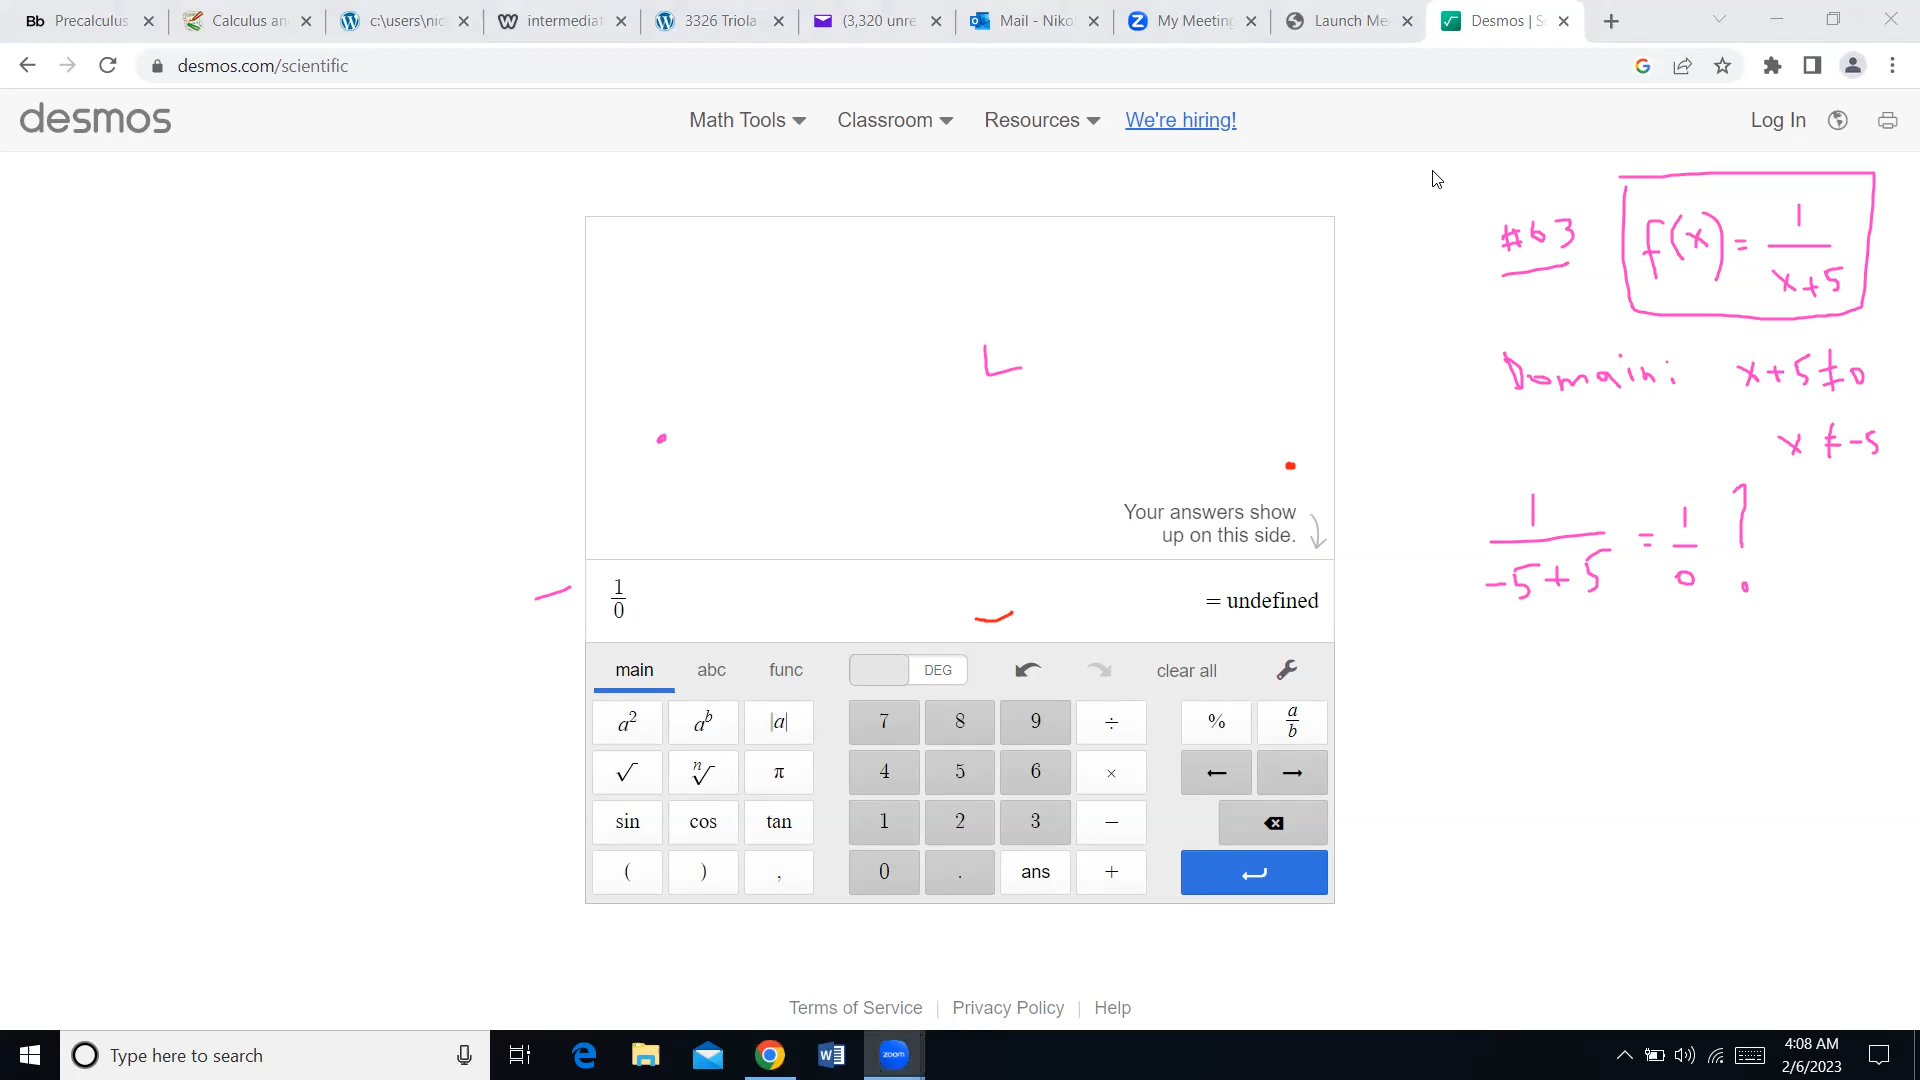 Bb Precalculus
Calculus an
c:\users\nic
intermediat
3326 Triola
(3,320 unre
Mail - Niko
My Meeting
Launch Me
Desmos | S
desmos.com/scientific
desmos
Math Tools
Classroom
Resources
We're hiring!
Log In
#63
f(x) = 1/(x+5)
Domain: x+5≠0
x ≠ -5
1/(-5+5) = 1/0 ?
Your answers show
up on this side.
1/0 = undefined
main abc func DEG clear all
a² aᵇ |a| 7 8 9 ÷ % a/b
√ ⁿ√ π 4 5 6 × ← →
sin cos tan 1 2 3 −
( ) , 0 . ans +
Terms of Service | Privacy Policy | Help
Type here to search
W
zoom
4:08 AM
2/6/2023